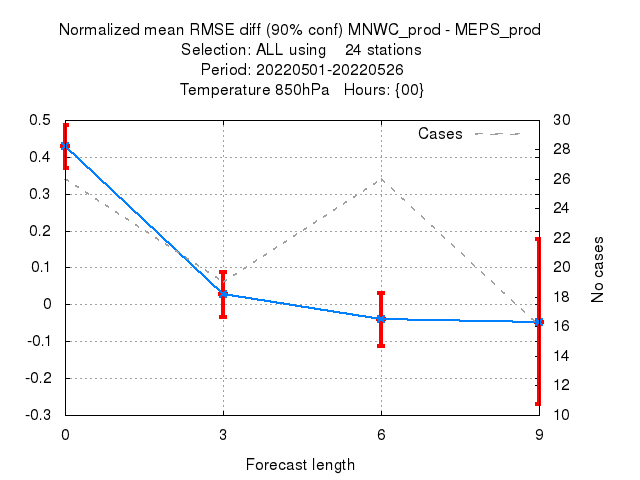 Normalized mean RMSE diff (90% conf) MNWC_prod - MEPS_prod
Selection: ALL using    24 stations
Period: 20220501-20220526
Temperature 850hPa   Hours: {00}
Cases
0.5
0.4
0.3
0.2
0.1
0
-0.1
-0.2
-0.3
30
28
26
24
22
20
18
16
14
12
10
No cases
0 3 6 9
Forecast length